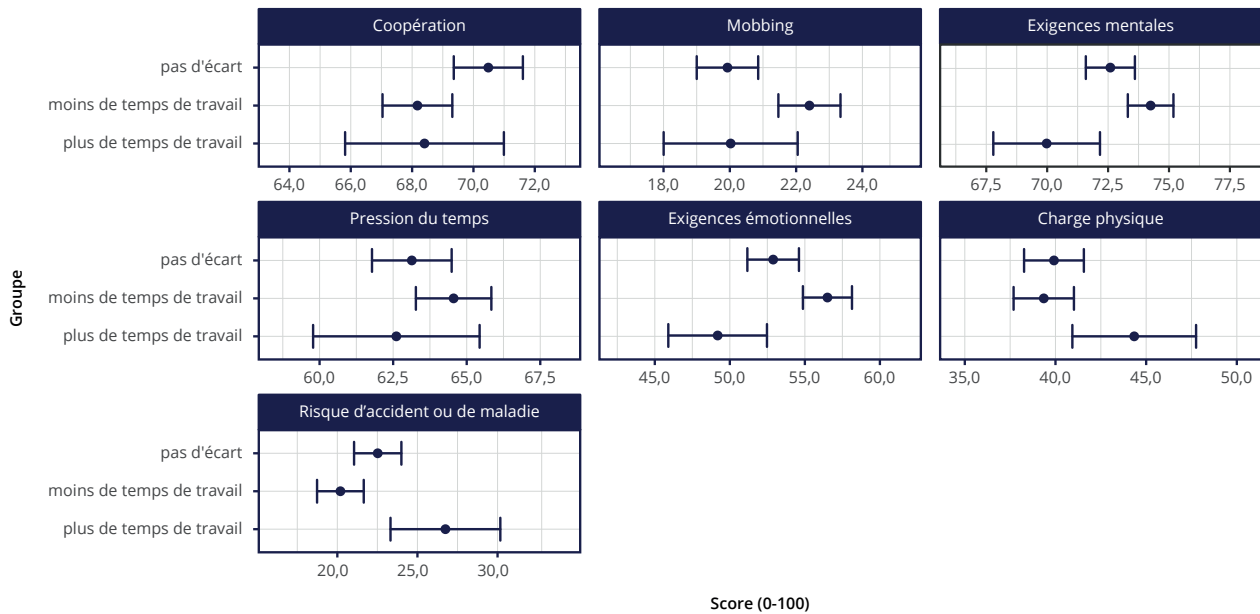 Coopération
Mobbing
Exigences mentales
pas d'écart
moins de temps de travail
plus de temps de travail
64,0 66,0 68,0 70,0 72,0
18,0 20,0 22,0 24,0
67,5 70,0 72,5 75,0 77,5
Pression du temps
Exigences émotionnelles
Charge physique
Groupe
pas d'écart
moins de temps de travail
plus de temps de travail
60,0 62,5 65,0 67,5
45,0 50,0 55,0 60,0
35,0 40,0 45,0 50,0
Risque d’accident ou de maladie
pas d'écart
moins de temps de travail
plus de temps de travail
20,0 25,0 30,0
Score (0-100)